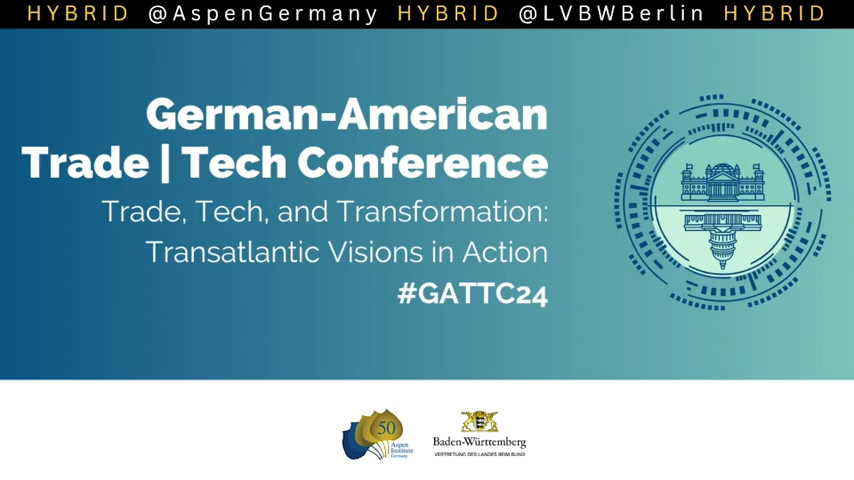 HYBRID @AspenGermany HYBRID @LVBWBerlin HYBRID
German-American
Trade | Tech Conference
Trade, Tech, and Transformation:
Transatlantic Visions in Action
#GATTC24
50
Aspen
Institute
Germany
Baden-Württemberg
VERTRETUNG DES LANDES BEIM BUND